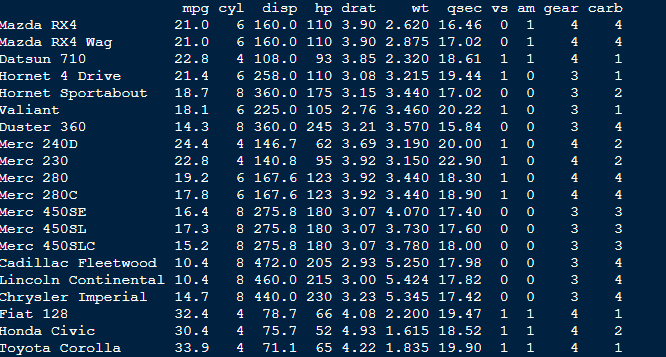 mpg cyl disp hp drat wt qsec vs am gear carb
Mazda RX4 21.0 6 160.0 110 3.90 2.620 16.46 0 1 4 4
Mazda RX4 Wag 21.0 6 160.0 110 3.90 2.875 17.02 0 1 4 4
Datsun 710 22.8 4 108.0 93 3.85 2.320 18.61 1 1 4 1
Hornet 4 Drive 21.4 6 258.0 110 3.08 3.215 19.44 1 0 3 1
Hornet Sportabout 18.7 8 360.0 175 3.15 3.440 17.02 0 0 3 2
Valiant 18.1 6 225.0 105 2.76 3.460 20.22 1 0 3 1
Duster 360 14.3 8 360.0 245 3.21 3.570 15.84 0 0 3 4
Merc 240D 24.4 4 146.7 62 3.69 3.190 20.00 1 0 4 2
Merc 230 22.8 4 140.8 95 3.92 3.150 22.90 1 0 4 2
Merc 280 19.2 6 167.6 123 3.92 3.440 18.30 1 0 4 4
Merc 280C 17.8 6 167.6 123 3.92 3.440 18.90 1 0 4 4
Merc 450SE 16.4 8 275.8 180 3.07 4.070 17.40 0 0 3 3
Merc 450SL 17.3 8 275.8 180 3.07 3.730 17.60 0 0 3 3
Merc 450SLC 15.2 8 275.8 180 3.07 3.780 18.00 0 0 3 3
Cadillac Fleetwood 10.4 8 472.0 205 2.93 5.250 17.98 0 0 3 4
Lincoln Continental 10.4 8 460.0 215 3.00 5.424 17.82 0 0 3 4
Chrysler Imperial 14.7 8 440.0 230 3.23 5.345 17.42 0 0 3 4
Fiat 128 32.4 4 78.7 66 4.08 2.200 19.47 1 1 4 1
Honda Civic 30.4 4 75.7 52 4.93 1.615 18.52 1 1 4 2
Toyota Corolla 33.9 4 71.1 65 4.22 1.835 19.90 1 1 4 1